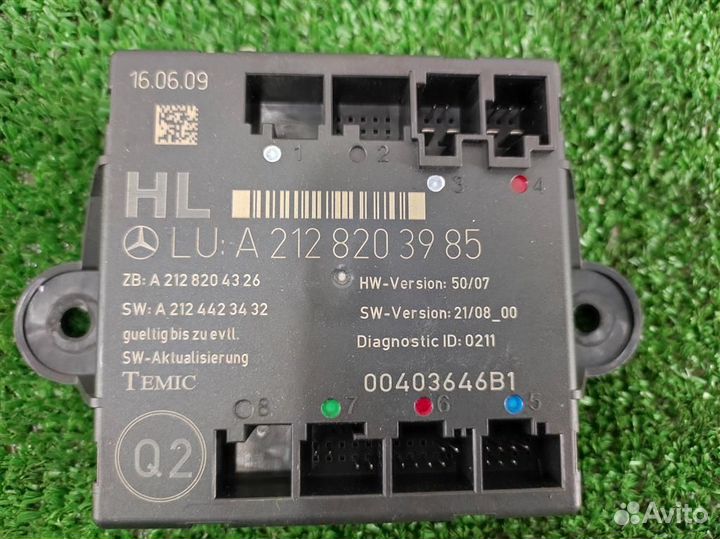 16.06.09
1 2 3 4
HL
LU: A 212 820 39 85
ZB: A 212 820 43 26
HW-Version: 50/07
SW: A 212 442 34 32
SW-Version: 21/08_00
gueltig bis zu evtl.
SW-Aktualisierung
Diagnostic ID: 0211
TEMIC
00403646B1
8 7 6 5
Q2
Avito